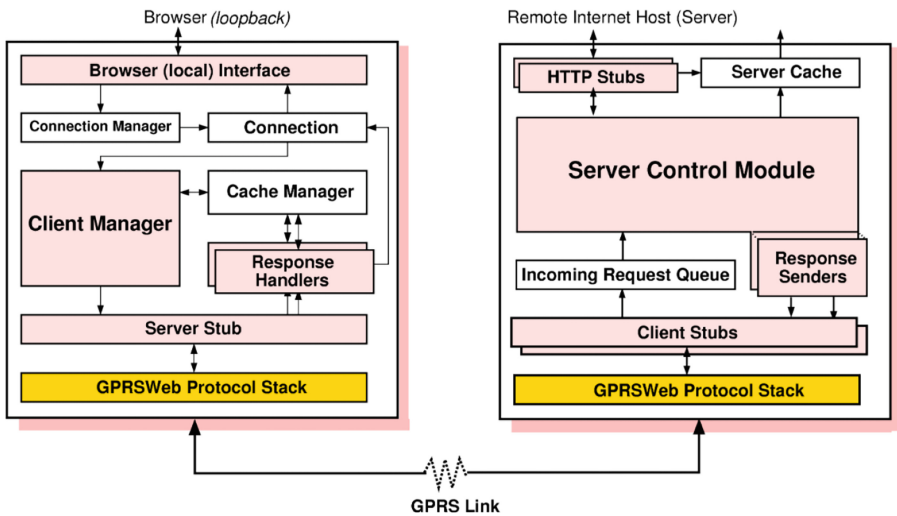 Browser (loopback)
Browser (local) Interface
Connection Manager
Connection
Client Manager
Cache Manager
Response
Handlers
Server Stub
GPRSWeb Protocol Stack
Remote Internet Host (Server)
HTTP Stubs
Server Cache
Server Control Module
Incoming Request Queue
Response
Senders
Client Stubs
GPRSWeb Protocol Stack
GPRS Link